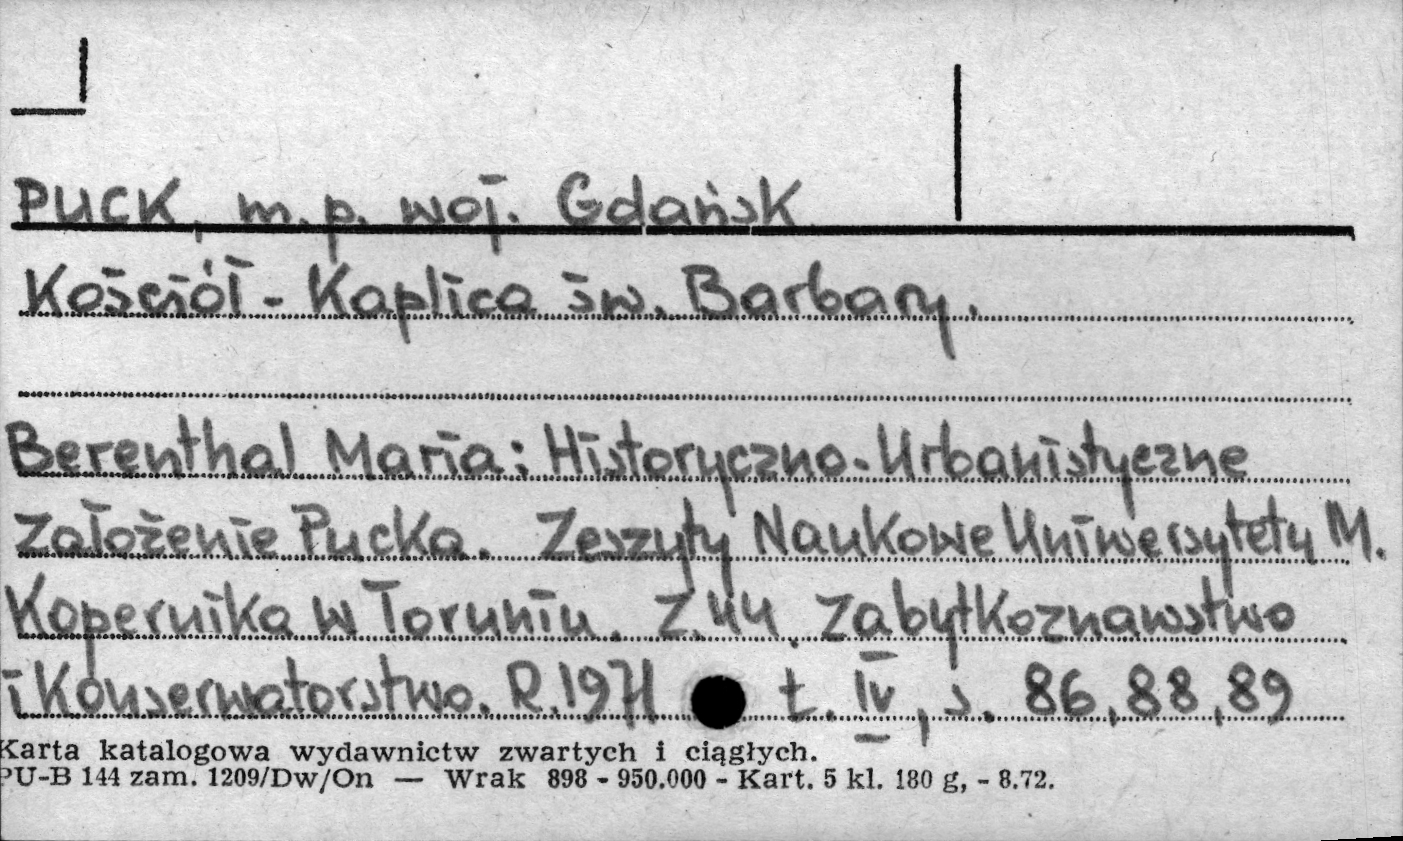 PUCK, m.p. woj. Gdańsk
Kościół - Kaplica św. Barbary.
Berenthal Maria: Historyczno-Urbanistyczne
Założenie Pucka. Zeszyty Naukowe Uniwersytetu M.
Kopernika w Toruniu. Z.44. Zabytkoznawstwo
i Konserwatorstwo. R.1971 t. IV, s. 86,88,89
Karta katalogowa wydawnictw zwartych i ciągłych.
PU-B 144 zam. 1209/Dw/On — Wrak 898 - 950.000 - Kart. 5 kl. 180 g, - 8.72.